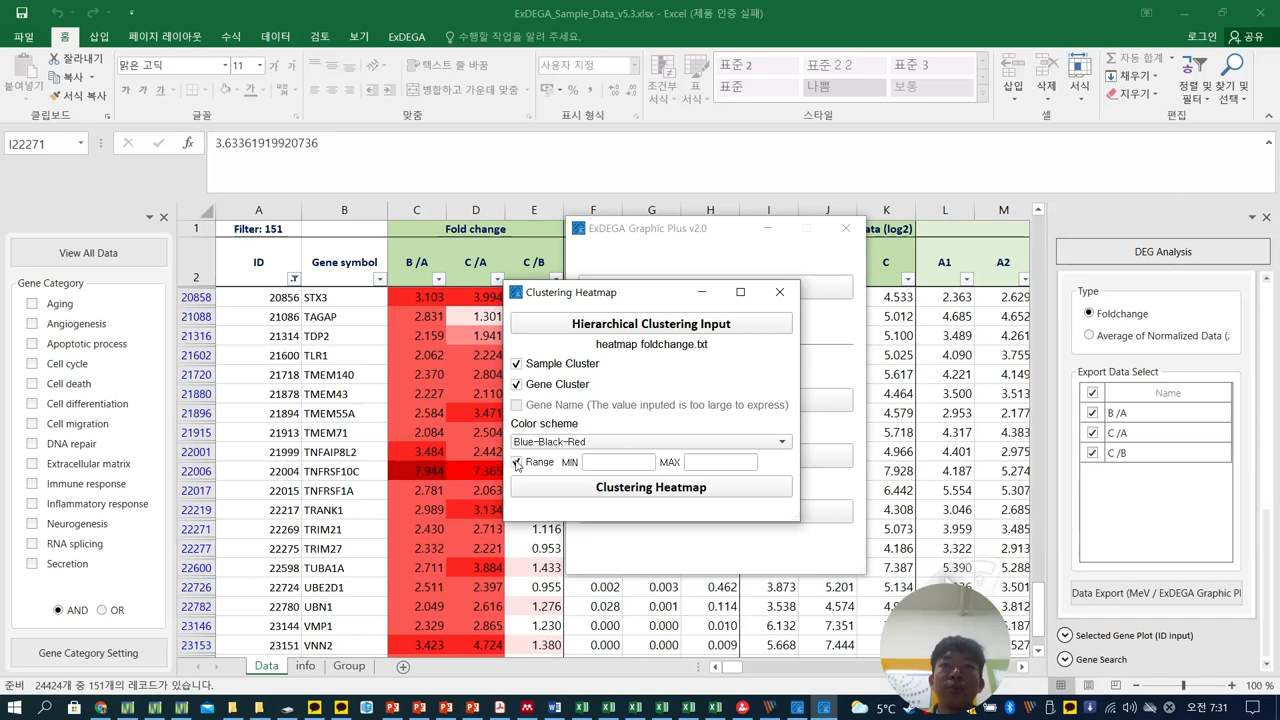 ExDEGA_Sample_Data_v5.3.xlsx - Excel (제품 인증 실패)
파일 홈 삽입 페이지 레이아웃 수식 데이터 검토 보기 ExDEGA 수행할 작업을 알려 주세요. 로그인 공유
잘라내기
복사
서식 복사
붙여넣기
클립보드
맑은 고딕 11
글꼴
텍스트 줄 바꿈
병합하고 가운데 맞춤
맞춤
사용자 지정
표시 형식
조건부 서식
표 서식
표준 2 표준 2 2 표준 3
표준 나쁨 보통
스타일
삽입 삭제 서식
셀
자동 합계
채우기
지우기
정렬 및 필터
찾기 및 선택
편집
I22271
3.63361919920736
A B C D E F G H I J K L M
1 Filter: 151 Fold change
ata (log2)
2 ID Gene symbol B /A C /A C /B C A1 A2
20858 20856 STX3 3.103 3.994 4.533 2.363 2.629
21088 21086 TAGAP 2.831 1.301 5.012 4.685 4.652
21316 21314 TDP2 2.159 1.941 5.100 4.389 4.261
21602 21600 TLR1 2.062 2.224 5.025 4.090 3.755
21720 21718 TMEM140 2.370 2.804 5.617 4.221 4.149
21880 21878 TMEM43 2.227 2.110 4.464 3.500 3.251
21896 21894 TMEM55A 2.584 3.471 4.529 2.953 2.177
21915 21913 TMEM71 2.084 2.504 5.718 4.317 4.383
22001 21999 TNFAIP8L2 3.484 2.442 4.966 4.401 3.451
22006 22004 TNFRSF10C 7.944 7.365 7.928 4.187 5.274
22017 22015 TNFRSF1A 2.781 2.063 6.442 5.554 5.307
22219 22217 TRANK1 2.989 3.134 4.308 3.046 2.685
22271 22269 TRIM21 2.430 2.713 1.116 5.073 3.959 3.485
22277 22275 TRIM27 2.332 2.221 0.953 4.186 3.322 2.913
22600 22598 TUBA1A 2.711 3.884 1.433 7.387 5.390
22726 22724 UBE2D1 2.511 2.397 0.955 0.002 0.003 0.462 3.873 5.201 5.134
22782 22780 UBN1 2.049 2.616 1.276 0.028 0.001 0.114 3.538 4.574 3.812
23146 23144 VMP1 2.329 2.865 1.230 0.000 0.000 0.010 6.132 7.351
23153 23151 VNN2 3.423 4.724 1.380 0.000 0.000 0.009 5.668 7.444
View All Data
Gene Category
Aging
Angiogenesis
Apoptotic process
Cell cycle
Cell death
Cell differentiation
Cell migration
DNA repair
Extracellular matrix
Immune response
Inflammatory response
Neurogenesis
RNA splicing
Secretion
AND OR
Gene Category Setting
ExDEGA Graphic Plus v2.0
Clustering Heatmap
Hierarchical Clustering Input
heatmap foldchange.txt
Sample Cluster
Gene Cluster
Gene Name (The value inputed is too large to express)
Color scheme
Blue-Black-Red
Range MIN MAX
Clustering Heatmap
DEG Analysis
Type
Foldchange
Average of Normalized Data (;
Export Data Select
Name
B /A
C /A
C /B
Data Export (MeV / ExDEGA Graphic Pl
Selected Gene Plot (ID input)
Gene Search
Data info Group
준비 24424개 중 151개의 레코드가 있습니다. 100 %
5°C 오전 7:31